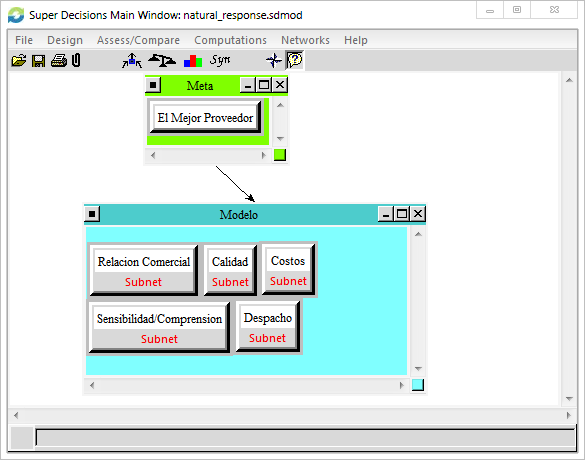 Super Decisions Main Window: natural_response.sdmod
File Design Assess/Compare Computations Networks Help
Syn
Meta
El Mejor Proveedor
Modelo
Relacion Comercial Calidad Costos
Subnet Subnet Subnet
Sensibilidad/Comprension Despacho
Subnet Subnet